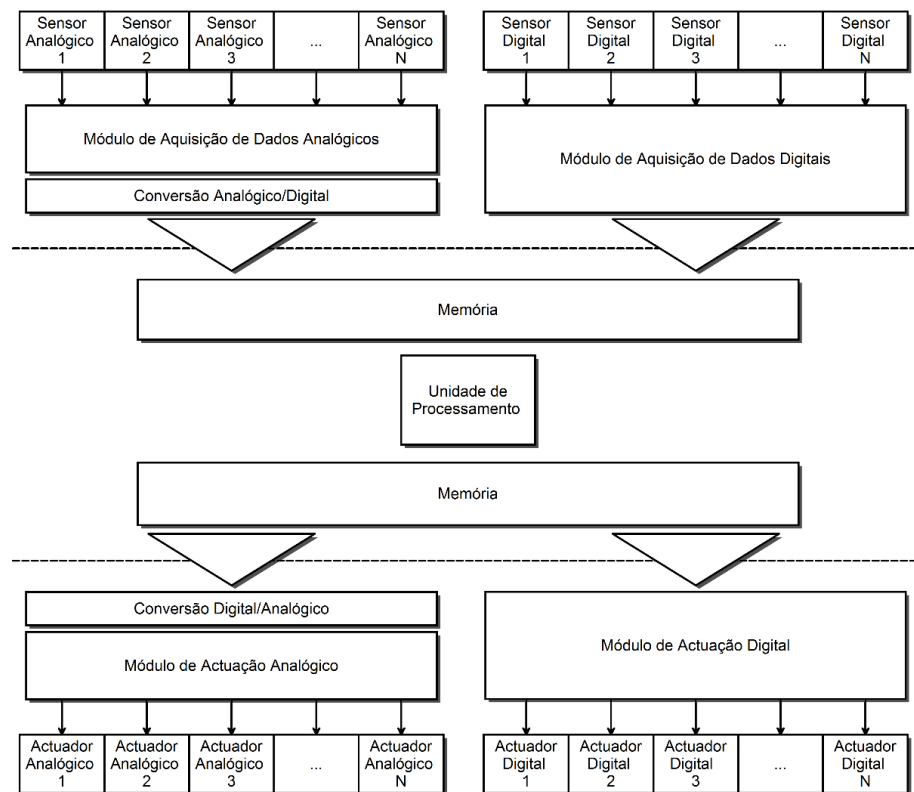 Sensor Analógico 1
Sensor Analógico 2
Sensor Analógico 3
...
Sensor Analógico N
Sensor Digital 1
Sensor Digital 2
Sensor Digital 3
...
Sensor Digital N
Módulo de Aquisição de Dados Analógicos
Módulo de Aquisição de Dados Digitais
Conversão Analógico/Digital
Memória
Unidade de
Processamento
Memória
Conversão Digital/Analógico
Módulo de Actuação Analógico
Módulo de Actuação Digital
Actuador Analógico 1
Actuador Analógico 2
Actuador Analógico 3
...
Actuador Analógico N
Actuador Digital 1
Actuador Digital 2
Actuador Digital 3
...
Actuador Digital N